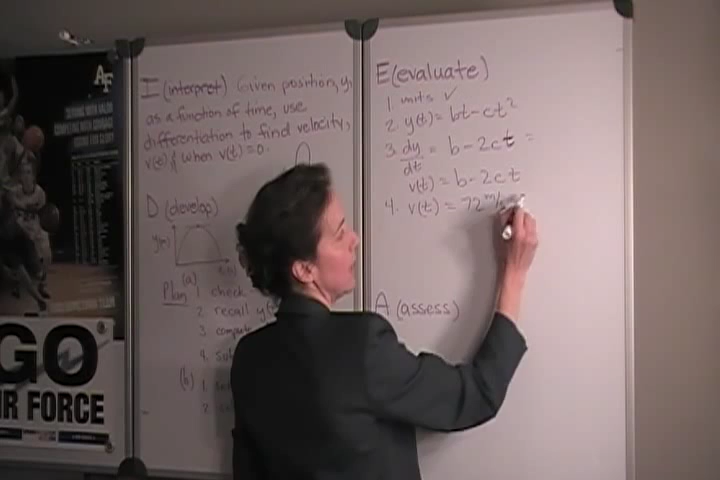 AF
GO
AIR FORCE
I (interpret) Given position, y,
as a function of time, use
differentiation to find velocity,
v(t) & when v(t)=0.
D (develop)
y(m)
(a)
Plan 1 check
2 recall y(
3 compute
4.
(b) 1.
2.
E (evaluate)
1. units ✓
2. y(t) = bt - ct²
3. dy/dt = b - 2ct =
v(t) = b - 2ct
4. v(t) = 72 m/s
A (assess)